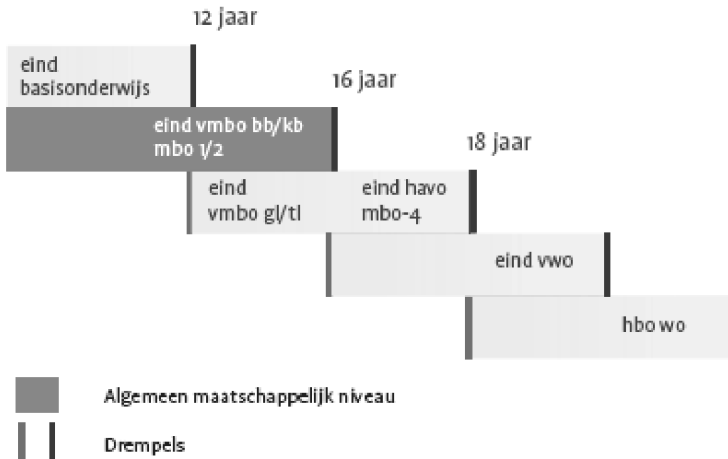 12 jaar
eind
basisonderwijs
16 jaar
eind vmbo bb/kb
mbo 1/2
18 jaar
eind
vmbo gl/tl
eind havo
mbo-4
eind vwo
hbo wo
Algemeen maatschappelijk niveau
Drempels